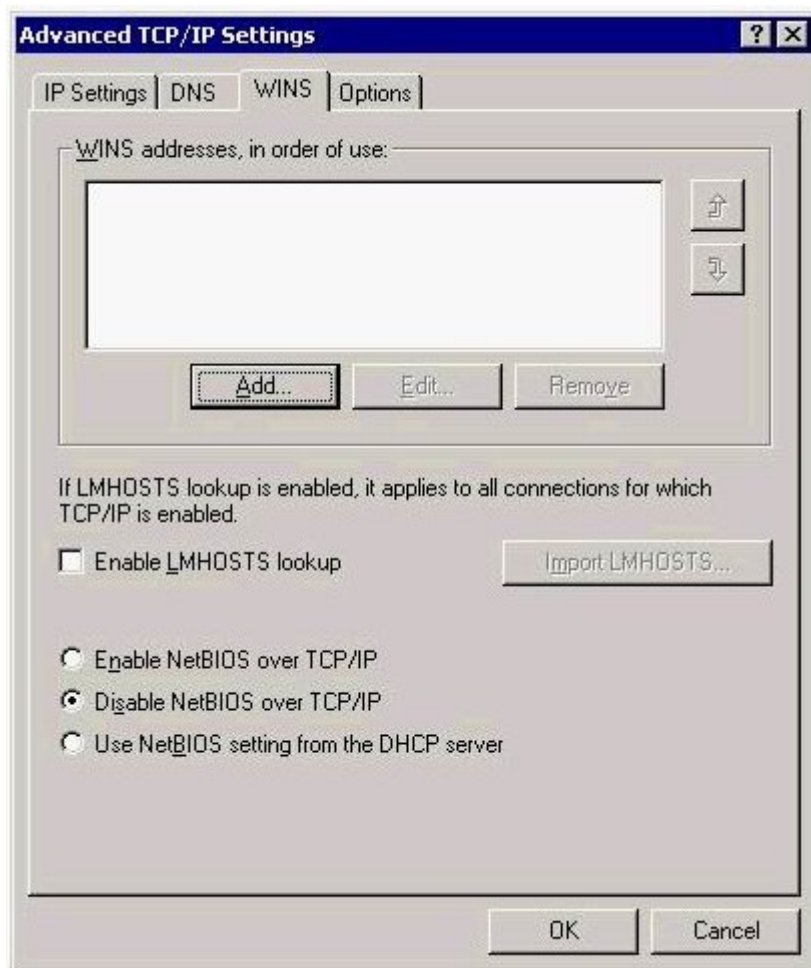 Advanced TCP/IP Settings
IP Settings DNS WINS Options
WINS addresses, in order of use:
Add... Edit... Remove
If LMHOSTS lookup is enabled, it applies to all connections for which
TCP/IP is enabled.
Enable LMHOSTS lookup Import LMHOSTS...
Enable NetBIOS over TCP/IP
Disable NetBIOS over TCP/IP
Use NetBIOS setting from the DHCP server
OK Cancel